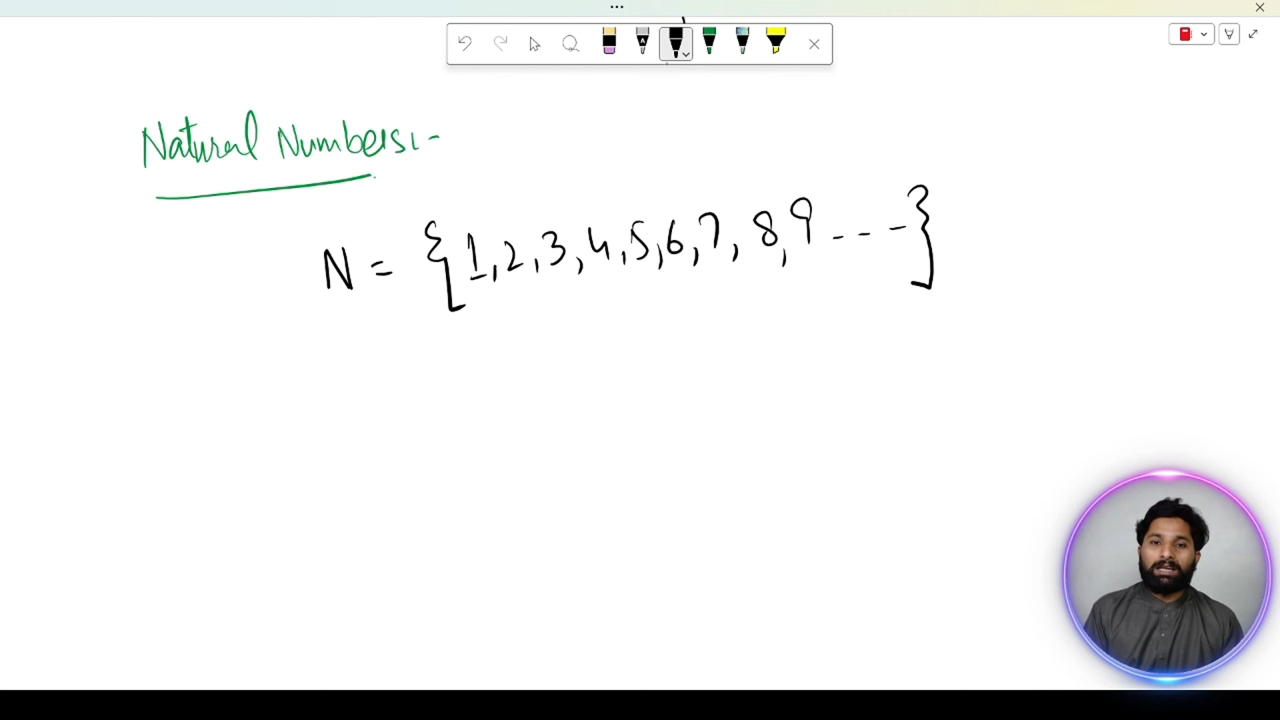 Natural Numbers:-
N = {1,2,3,4,5,6,7,8,9---}